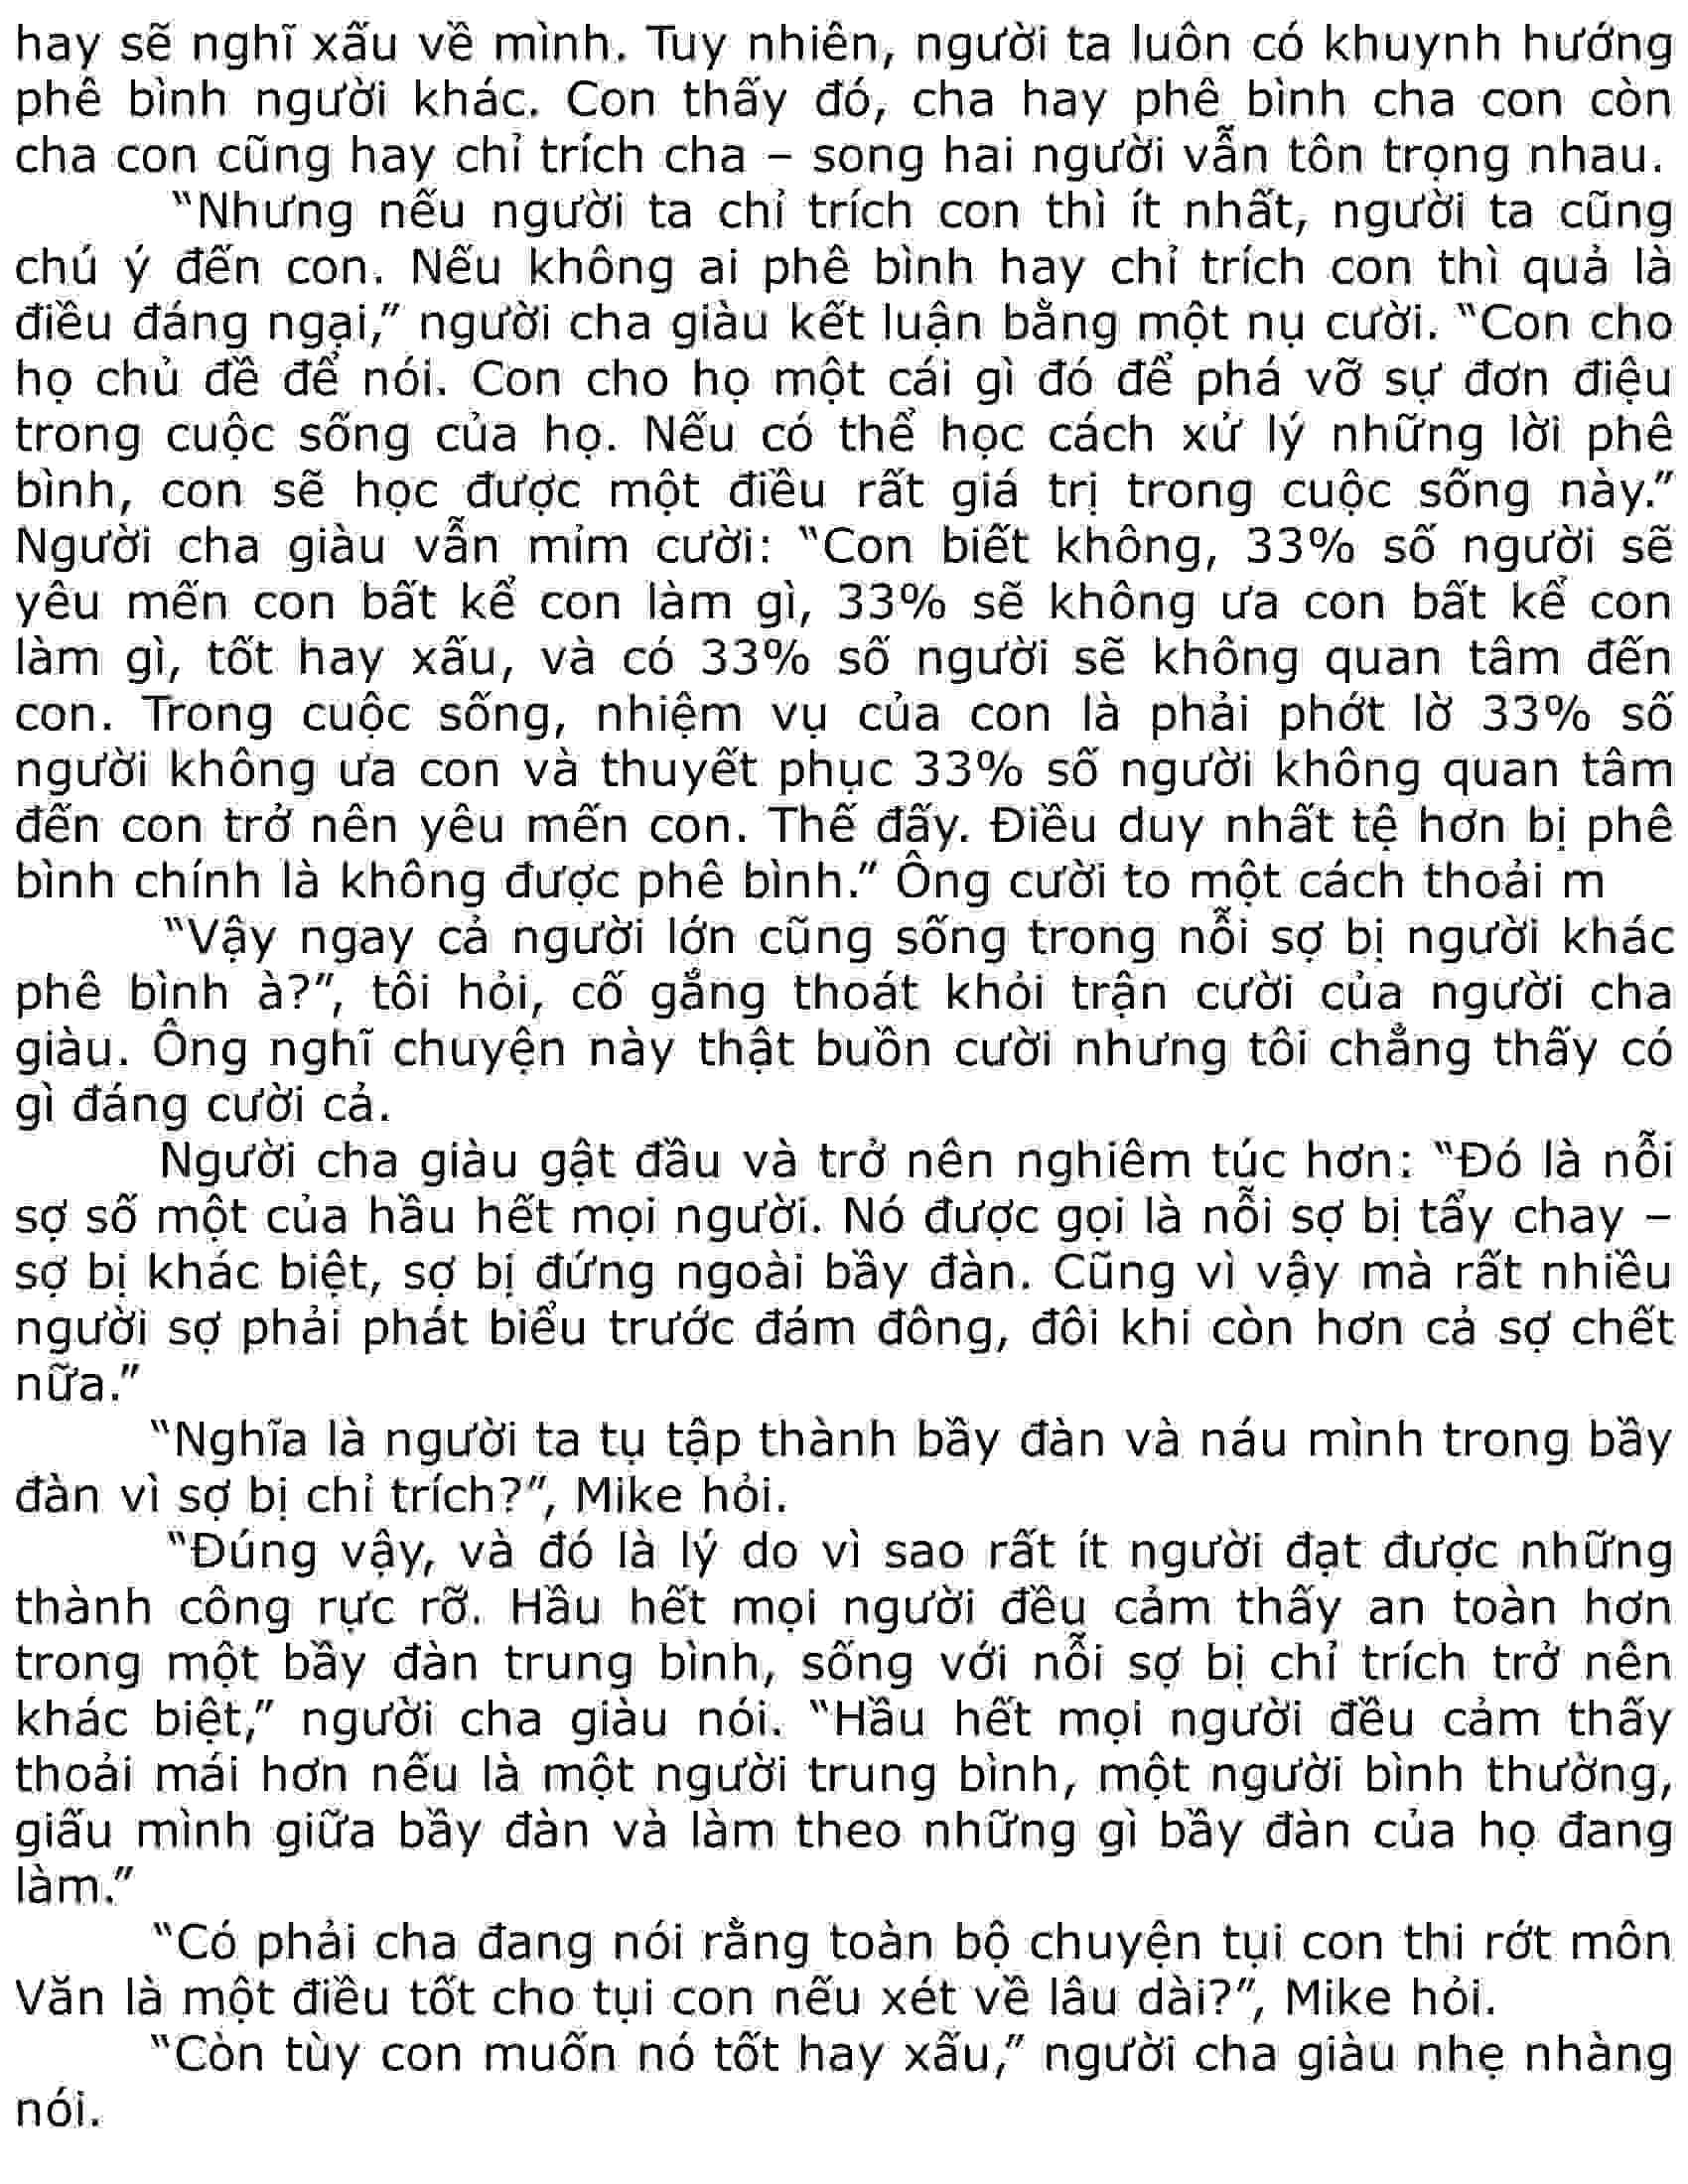 hay sẽ nghĩ xấu về mình. Tuy nhiên, người ta luôn có khuynh hướng
phê bình người khác. Con thấy đó, cha hay phê bình cha con còn
cha con cũng hay chỉ trích cha – song hai người vẫn tôn trọng nhau.
“Nhưng nếu người ta chỉ trích con thì ít nhất, người ta cũng
chú ý đến con. Nếu không ai phê bình hay chỉ trích con thì quả là
điều đáng ngại,” người cha giàu kết luận bằng một nụ cười. “Con cho
họ chủ đề để nói. Con cho họ một cái gì đó để phá vỡ sự đơn điệu
trong cuộc sống của họ. Nếu có thể học cách xử lý những lời phê
bình, con sẽ học được một điều rất giá trị trong cuộc sống này.”
Người cha giàu vẫn mỉm cười: “Con biết không, 33% số người sẽ
yêu mến con bất kể con làm gì, 33% sẽ không ưa con bất kể con
làm gì, tốt hay xấu, và có 33% số người sẽ không quan tâm đến
con. Trong cuộc sống, nhiệm vụ của con là phải phớt lờ 33% số
người không ưa con và thuyết phục 33% số người không quan tâm
đến con trở nên yêu mến con. Thế đấy. Điều duy nhất tệ hơn bị phê
bình chính là không được phê bình.” Ông cười to một cách thoải m
“Vậy ngay cả người lớn cũng sống trong nỗi sợ bị người khác
phê bình à?”, tôi hỏi, cố gắng thoát khỏi trận cười của người cha
giàu. Ông nghĩ chuyện này thật buồn cười nhưng tôi chẳng thấy có
gì đáng cười cả.
Người cha giàu gật đầu và trở nên nghiêm túc hơn: “Đó là nỗi
sợ số một của hầu hết mọi người. Nó được gọi là nỗi sợ bị tẩy chay –
sợ bị khác biệt, sợ bị đứng ngoài bầy đàn. Cũng vì vậy mà rất nhiều
người sợ phải phát biểu trước đám đông, đôi khi còn hơn cả sợ chết
nữa.”
“Nghĩa là người ta tụ tập thành bầy đàn và náu mình trong bầy
đàn vì sợ bị chỉ trích?”, Mike hỏi.
“Đúng vậy, và đó là lý do vì sao rất ít người đạt được những
thành công rực rỡ. Hầu hết mọi người đều cảm thấy an toàn hơn
trong một bầy đàn trung bình, sống với nỗi sợ bị chỉ trích trở nên
khác biệt,” người cha giàu nói. “Hầu hết mọi người đều cảm thấy
thoải mái hơn nếu là một người trung bình, một người bình thường,
giấu mình giữa bầy đàn và làm theo những gì bầy đàn của họ đang
làm.”
“Có phải cha đang nói rằng toàn bộ chuyện tụi con thi rớt môn
Văn là một điều tốt cho tụi con nếu xét về lâu dài?”, Mike hỏi.
“Còn tùy con muốn nó tốt hay xấu,” người cha giàu nhẹ nhàng
nói.